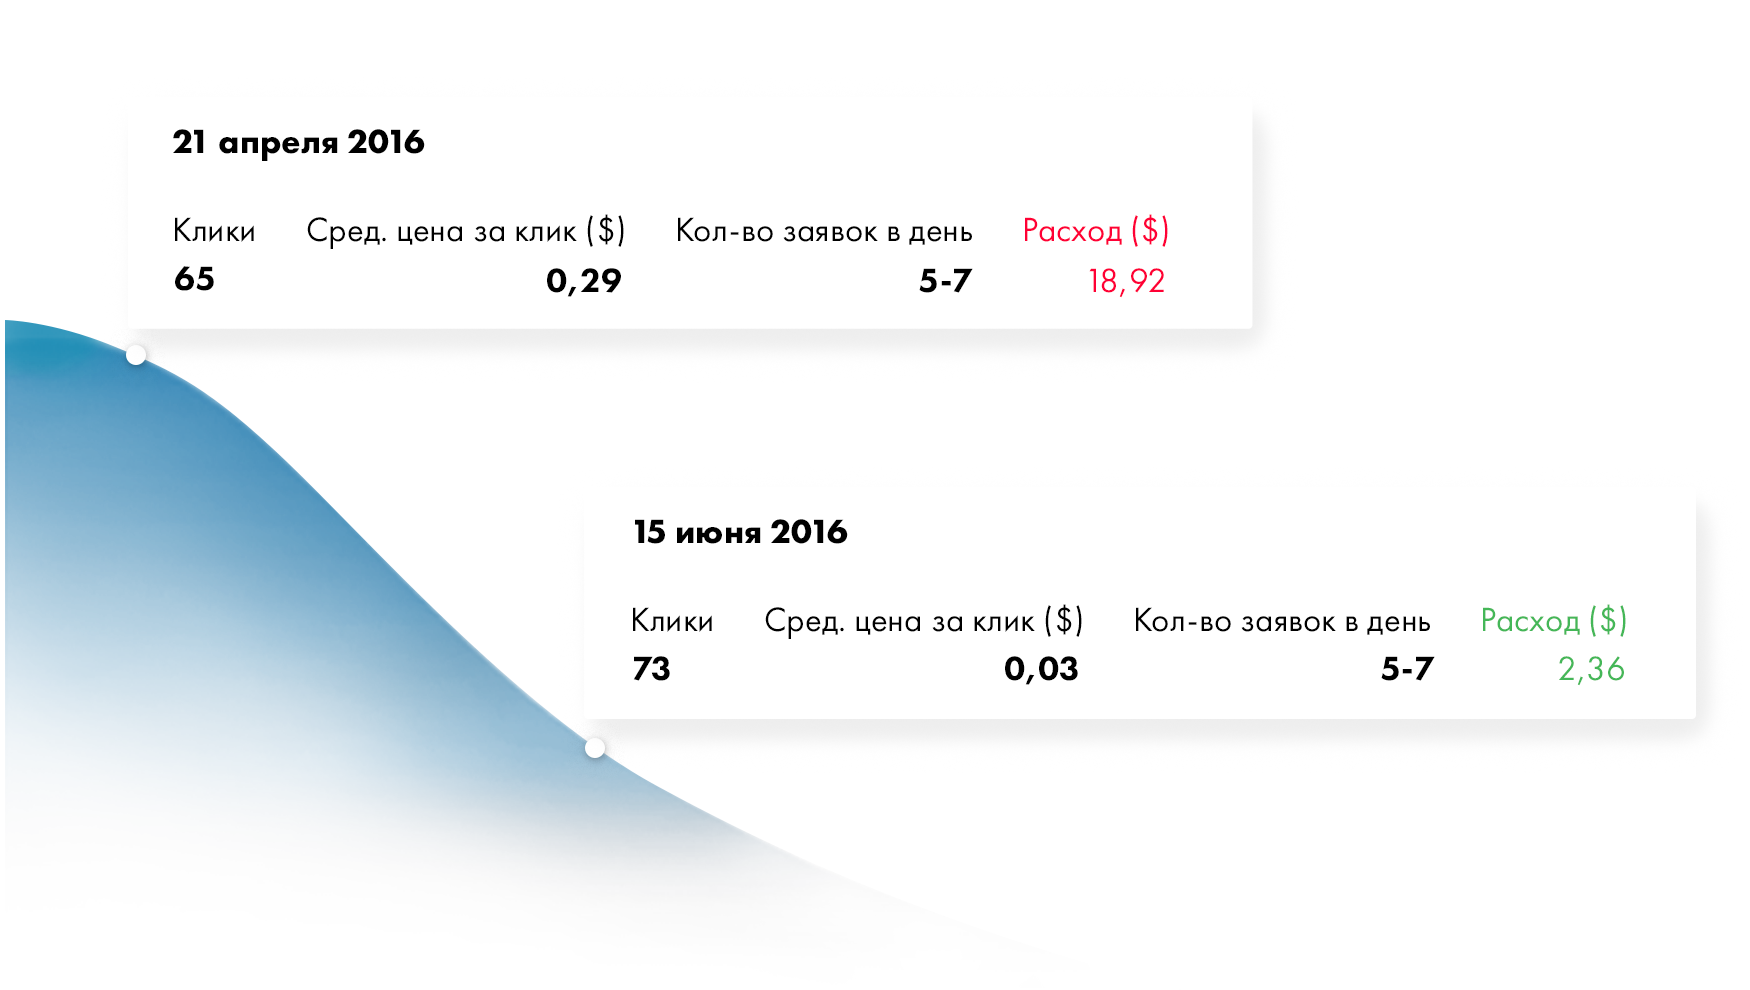 21 апреля 2016
Клики Сред. цена за клик ($) Кол-во заявок в день Расход ($)
65 0,29 5-7 18,92
15 июня 2016
Клики Сред. цена за клик ($) Кол-во заявок в день Расход ($)
73 0,03 5-7 2,36